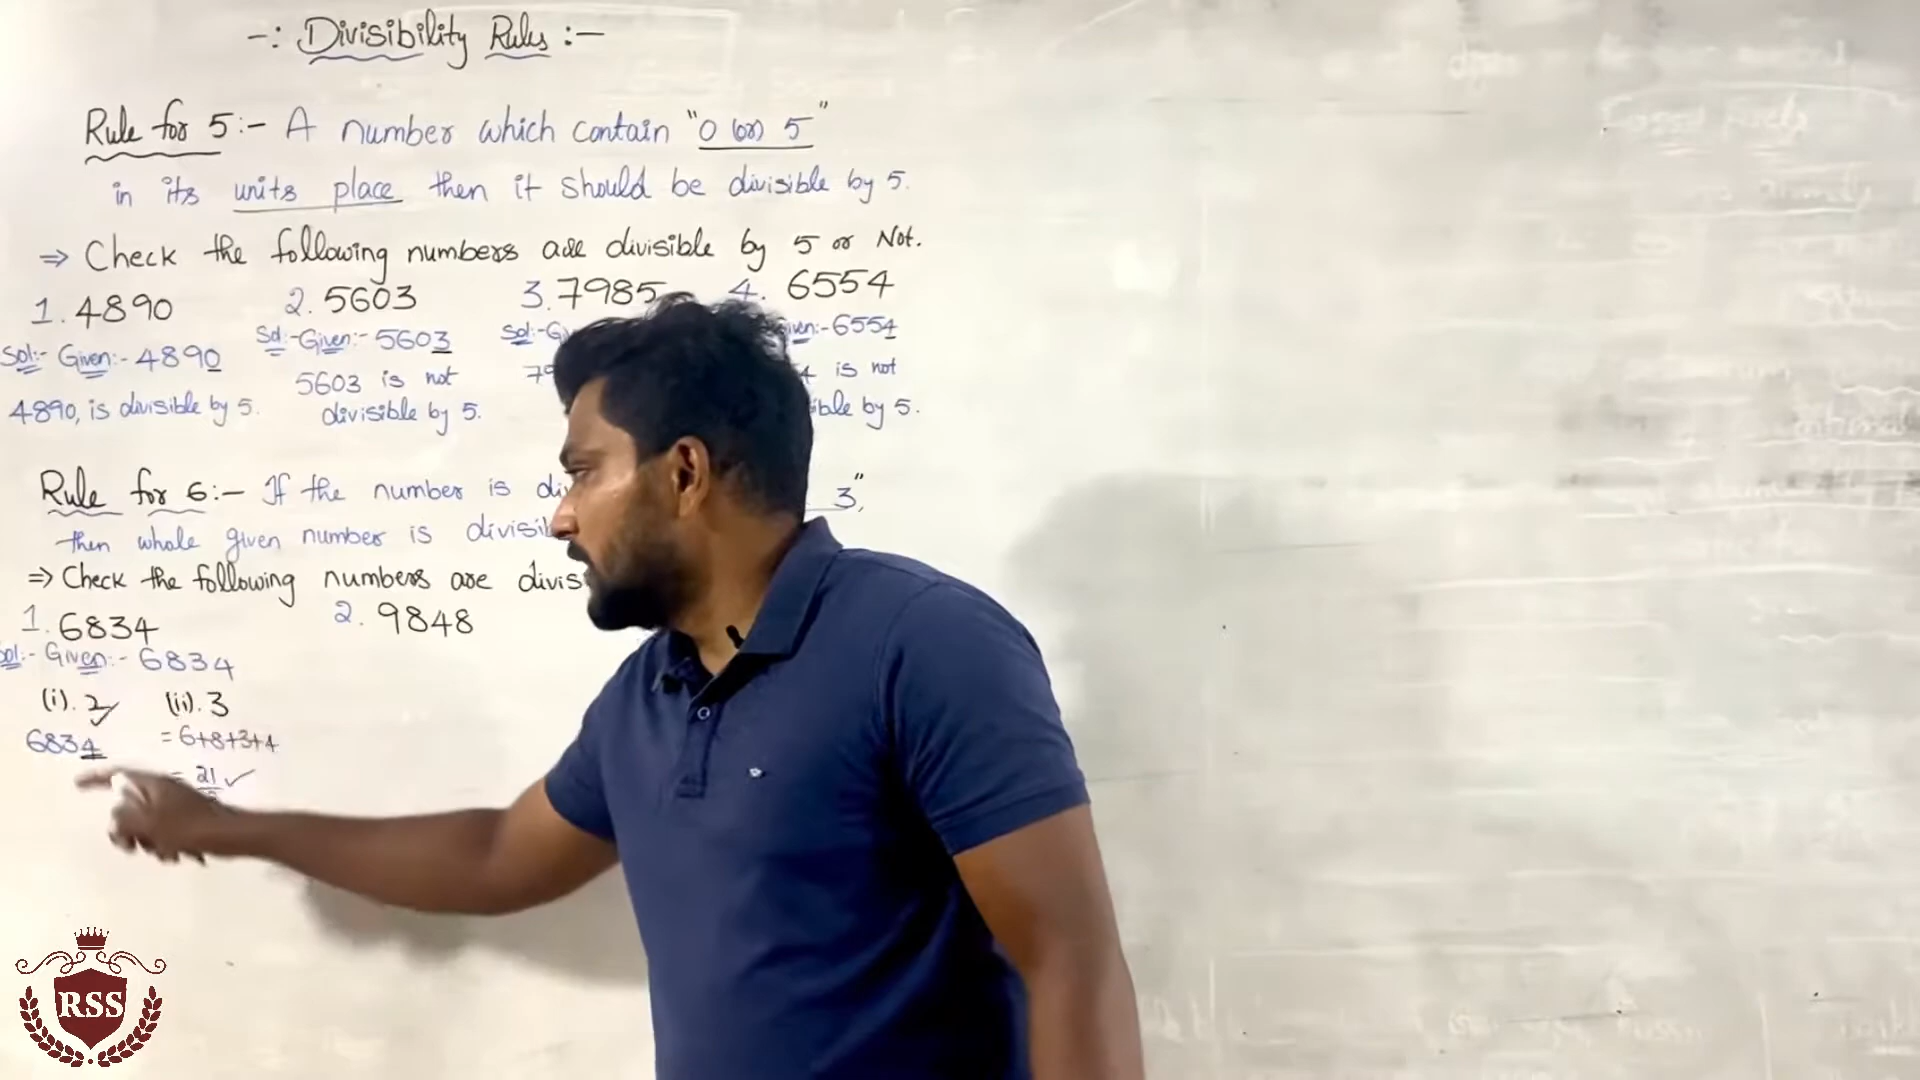 -: Divisibility Rules :-
Rule for 5:- A number which contain "0 (or) 5"
in its units place then it should be divisible by 5.
⇒ Check the following numbers are divisible by 5 or Not.
1. 4890 2. 5603 3. 7985 4. 6554
Sol:- Given:- 4890 Sol:- Given:- 5603 Sol:- Given:- 6554
4890, is divisible by 5. 5603 is not is not
divisible by 5. by 5.
Rule for 6:- If the number is 3",
then whole given number is
⇒ Check the following numbers are
1. 6834 2. 9848
Sol:- Given:- 6834
(i). 2✓ (ii). 3
6834 = 6+8+3+4
= 21 ✓
RSS